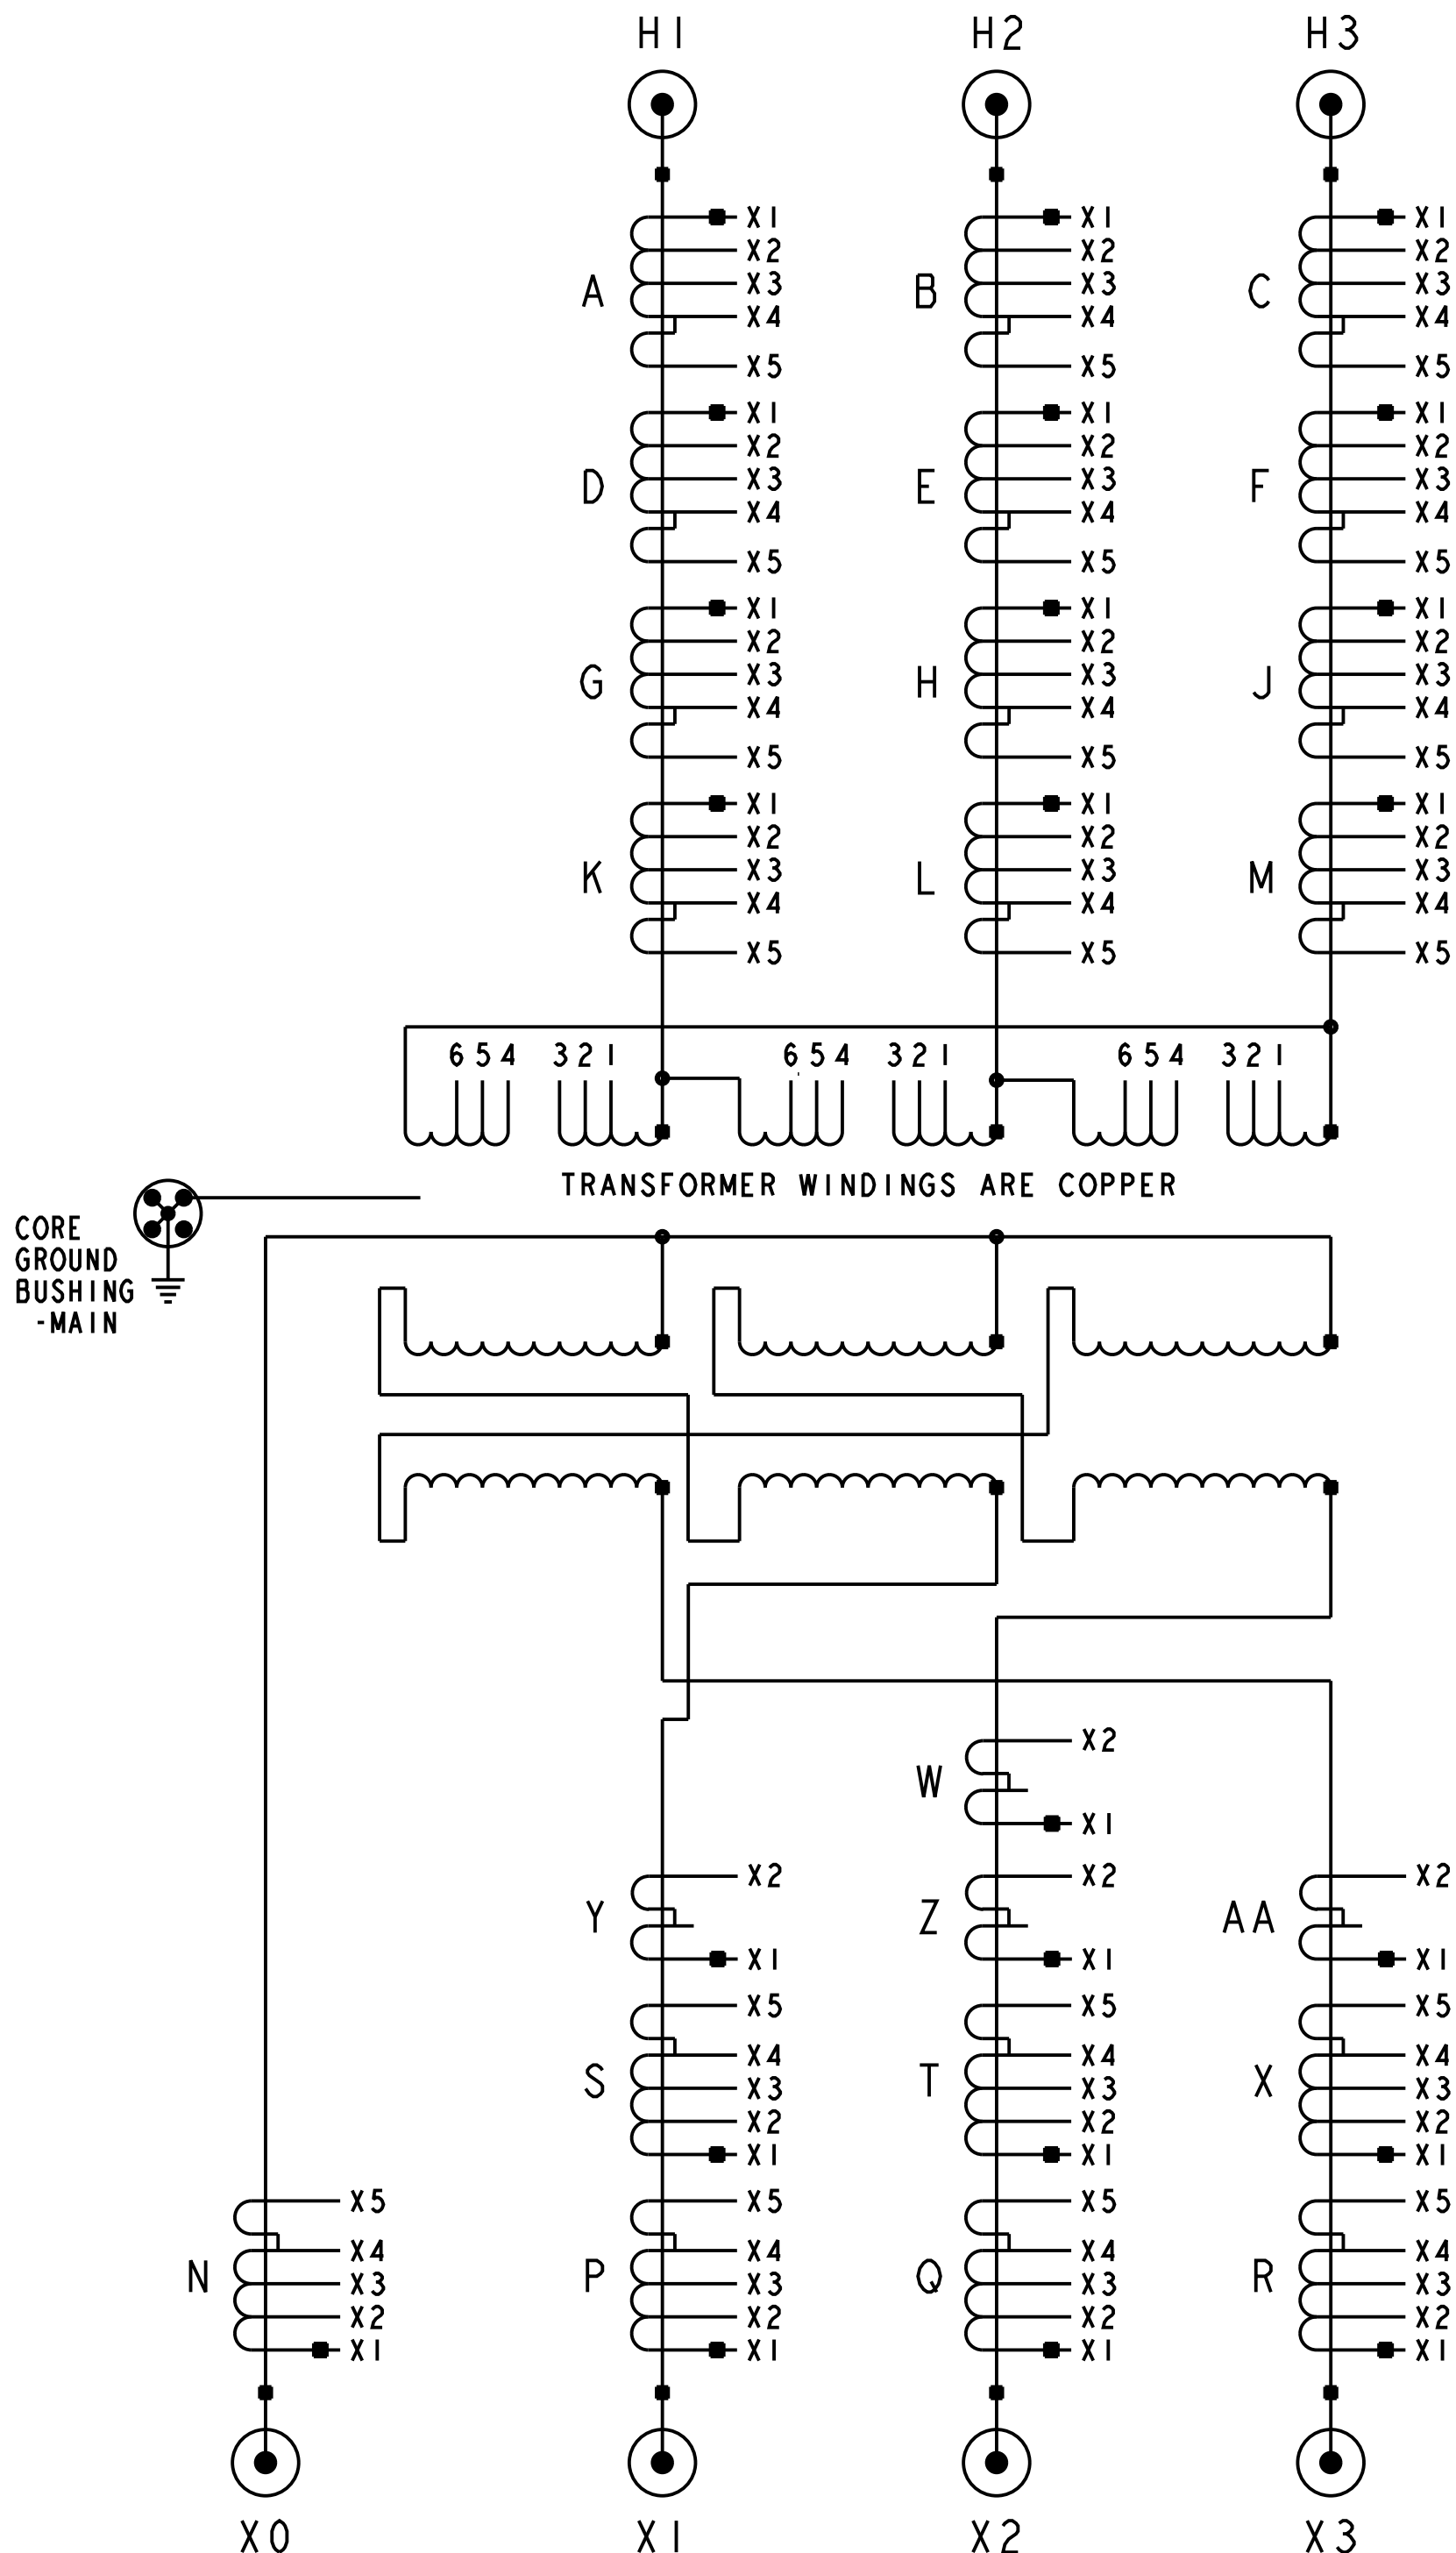 H1 H2 H3
X1 X1 X1
X2 X2 X2
A X3 B X3 C X3
X4 X4 X4
X5 X5 X5
X1 X1 X1
X2 X2 X2
D X3 E X3 F X3
X4 X4 X4
X5 X5 X5
X1 X1 X1
X2 X2 X2
G X3 H X3 J X3
X4 X4 X4
X5 X5 X5
X1 X1 X1
X2 X2 X2
K X3 L X3 M X3
X4 X4 X4
X5 X5 X5
6 5 4 3 2 1 6 5 4 3 2 1 6 5 4 3 2 1
TRANSFORMER WINDINGS ARE COPPER
CORE
GROUND
BUSHING
-MAIN
X2
W
X1
X2 X2 X2
Y Z AA
X1 X1 X1
X5 X5 X5
X4 X4 X4
S X3 T X3 X X3
X2 X2 X2
X1 X1 X1
X5 X5 X5 X5
X4 X4 X4 X4
N X3 P X3 Q X3 R X3
X2 X2 X2 X2
X1 X1 X1 X1
X0 X1 X2 X3